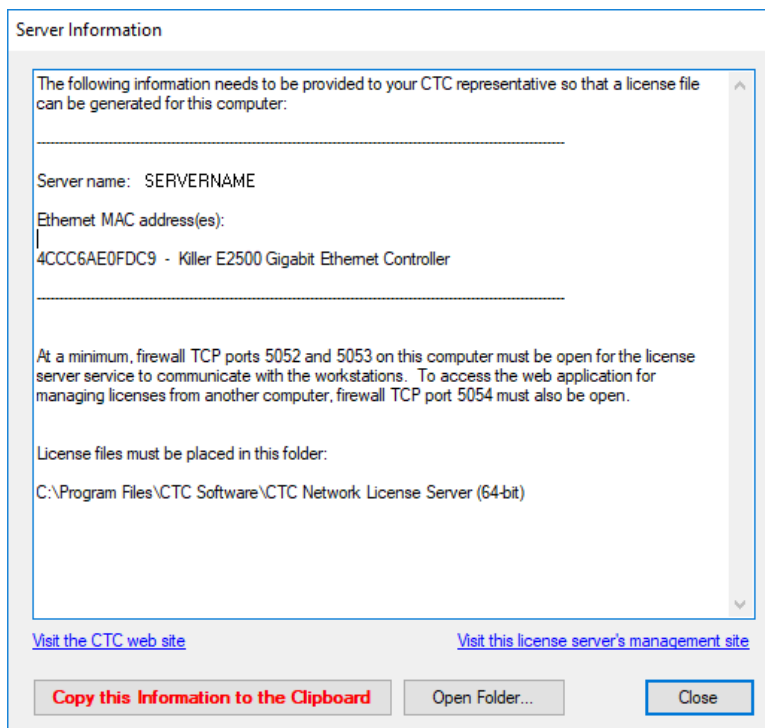 Server Information
The following information needs to be provided to your CTC representative so that a license file
can be generated for this computer:
--------------------------------------------------------------------------------------------------------------
Server name: SERVERNAME
Ethernet MAC address(es):
4CCC6AE0FDC9 - Killer E2500 Gigabit Ethernet Controller
--------------------------------------------------------------------------------------------------------------
At a minimum, firewall TCP ports 5052 and 5053 on this computer must be open for the license
server service to communicate with the workstations. To access the web application for
managing licenses from another computer, firewall TCP port 5054 must also be open.
License files must be placed in this folder:
C:\Program Files\CTC Software\CTC Network License Server (64-bit)
Visit the CTC web site
Visit this license server's management site
Copy this Information to the Clipboard
Open Folder...
Close